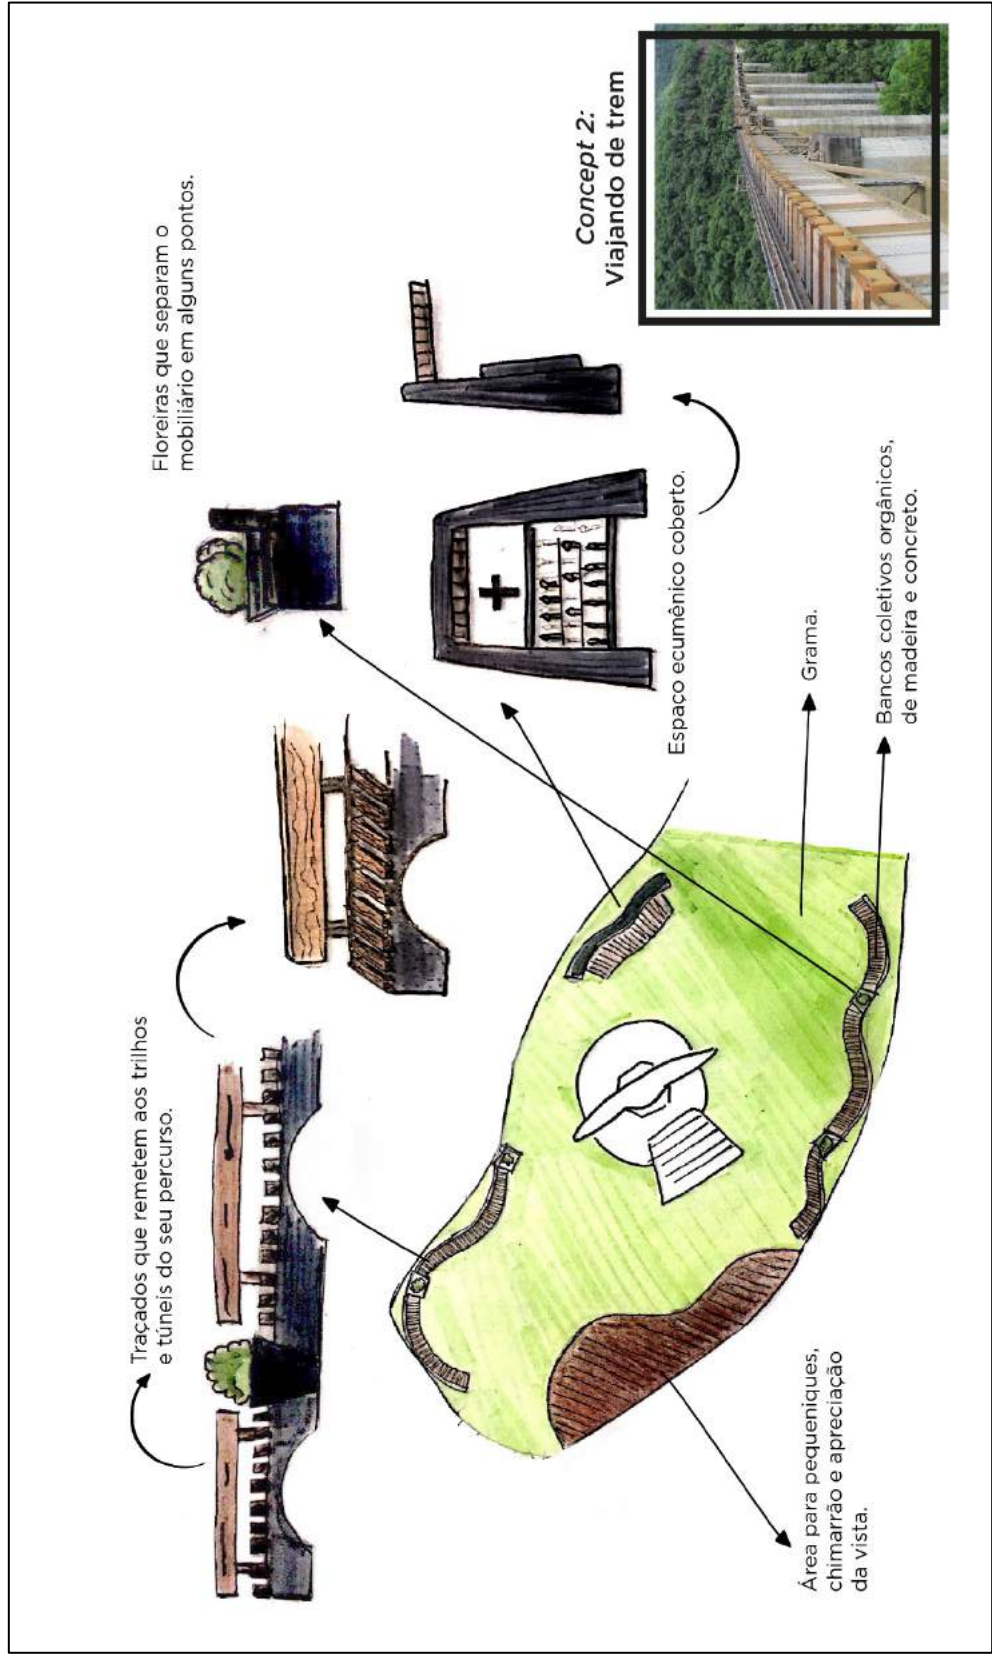 Traçados que remetem aos trilhos
e túneis do seu percurso.
Floreiras que separam o
mobiliário em alguns pontos.
Concept 2:
Viajando de trem
Espaço ecumênico coberto.
Grama.
Bancos coletivos orgânicos,
de madeira e concreto.
Área para pequeniques,
chimarrão e apreciação
da vista.